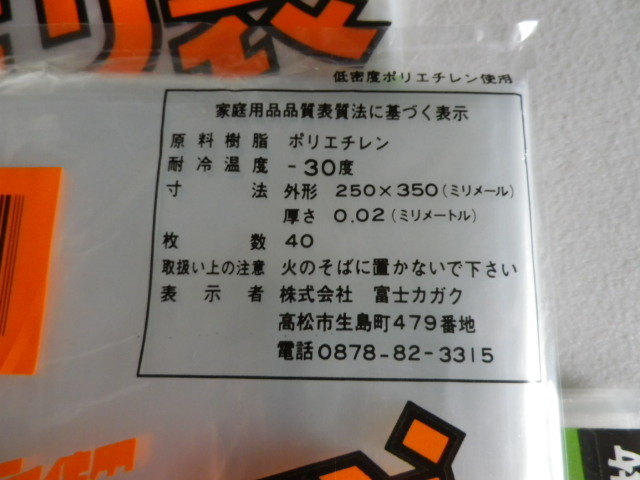 り袋
低密度ポリエチレン使用
家庭用品品質表質法に基づく表示
原料樹脂 ポリエチレン
耐冷温度 -30度
寸法 外形 250×350(ミリメール)
厚さ 0.02(ミリメートル)
枚数 40
取扱い上の注意 火のそばに置かないで下さい
表示者 株式会社 富士カガク
高松市生島町479番地
電話0878-82-3315